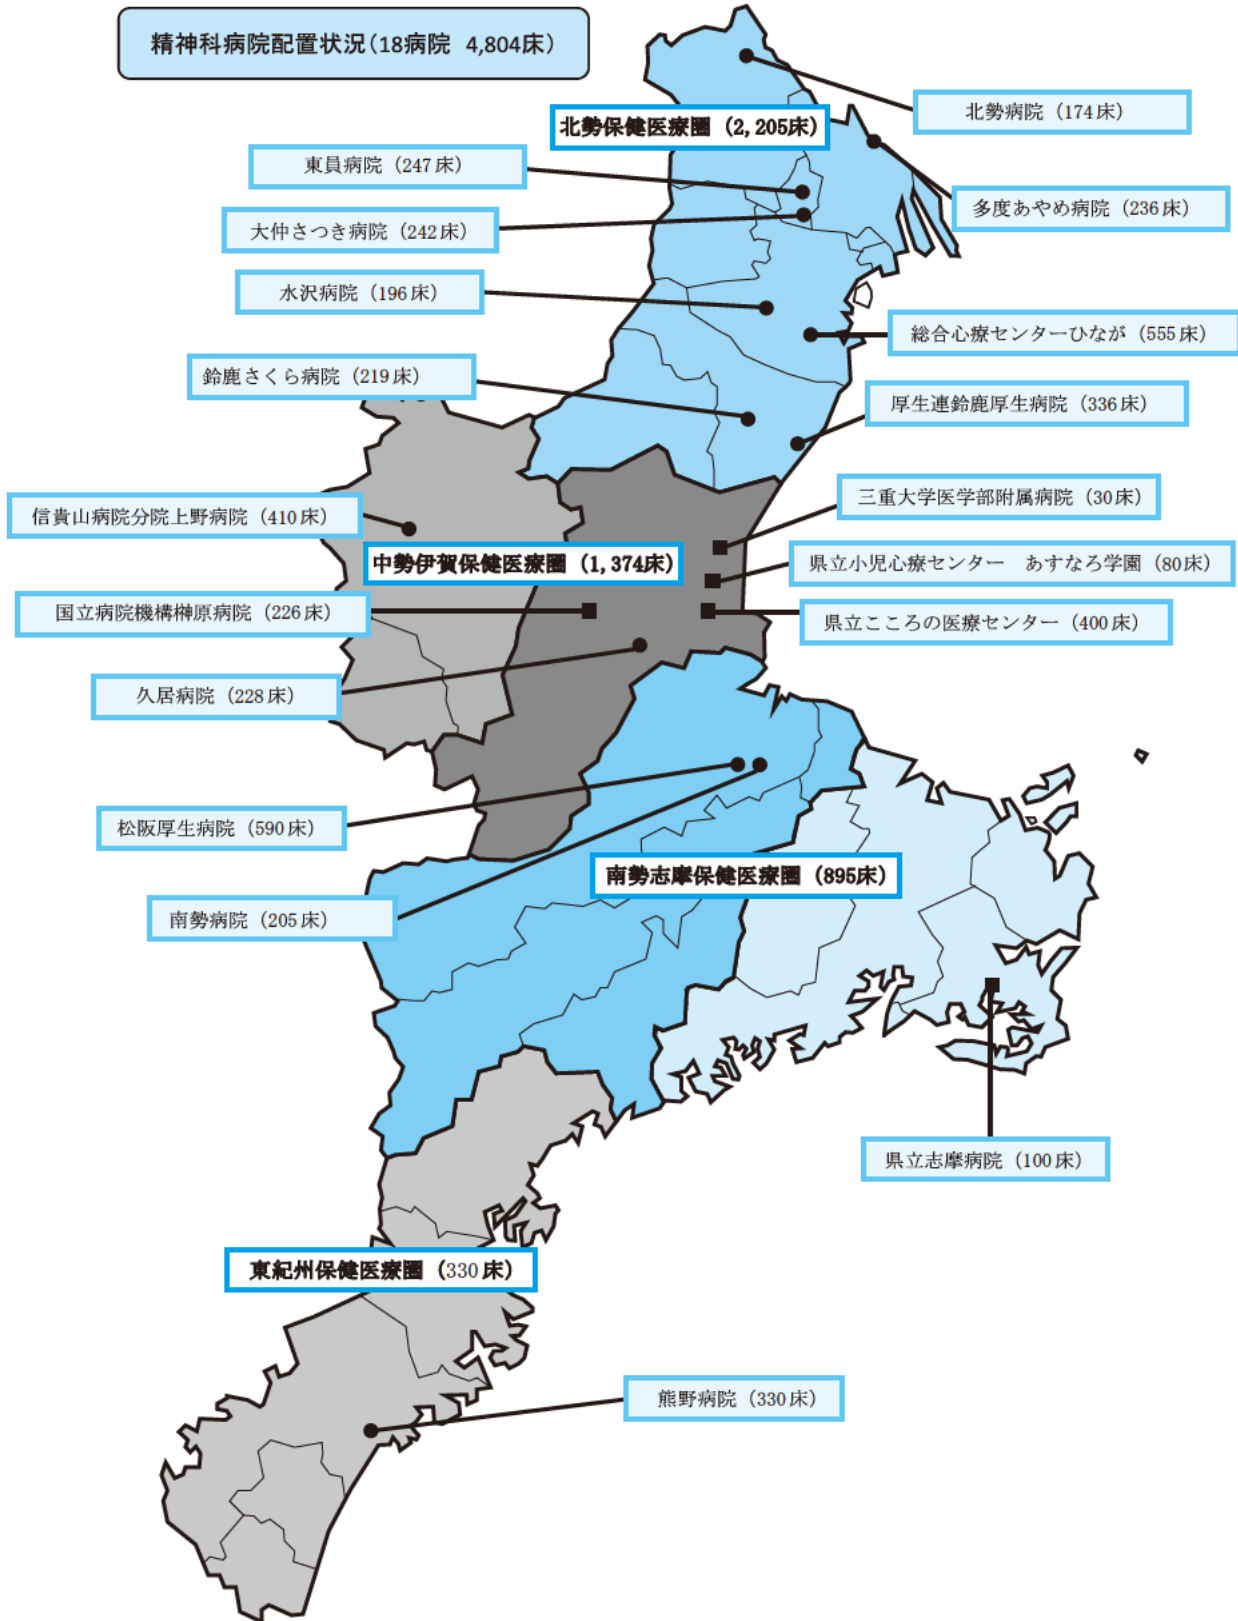 精神科病院配置状況(18病院 4,804床)
北勢病院 (174床)
北勢保健医療圏 (2,205床)
東員病院 (247床)
多度あやめ病院 (236床)
大仲さつき病院 (242床)
水沢病院 (196床)
総合心療センターひなが (555床)
鈴鹿さくら病院 (219床)
厚生連鈴鹿厚生病院 (336床)
三重大学医学部附属病院 (30床)
信貴山病院分院上野病院 (410床)
中勢伊賀保健医療圏 (1,374床)
県立小児心療センター あすなろ学園 (80床)
国立病院機構榊原病院 (226床)
県立こころの医療センター (400床)
久居病院 (228床)
松阪厚生病院 (590床)
南勢志摩保健医療圏 (895床)
南勢病院 (205床)
県立志摩病院 (100床)
東紀州保健医療圏 (330床)
熊野病院 (330床)